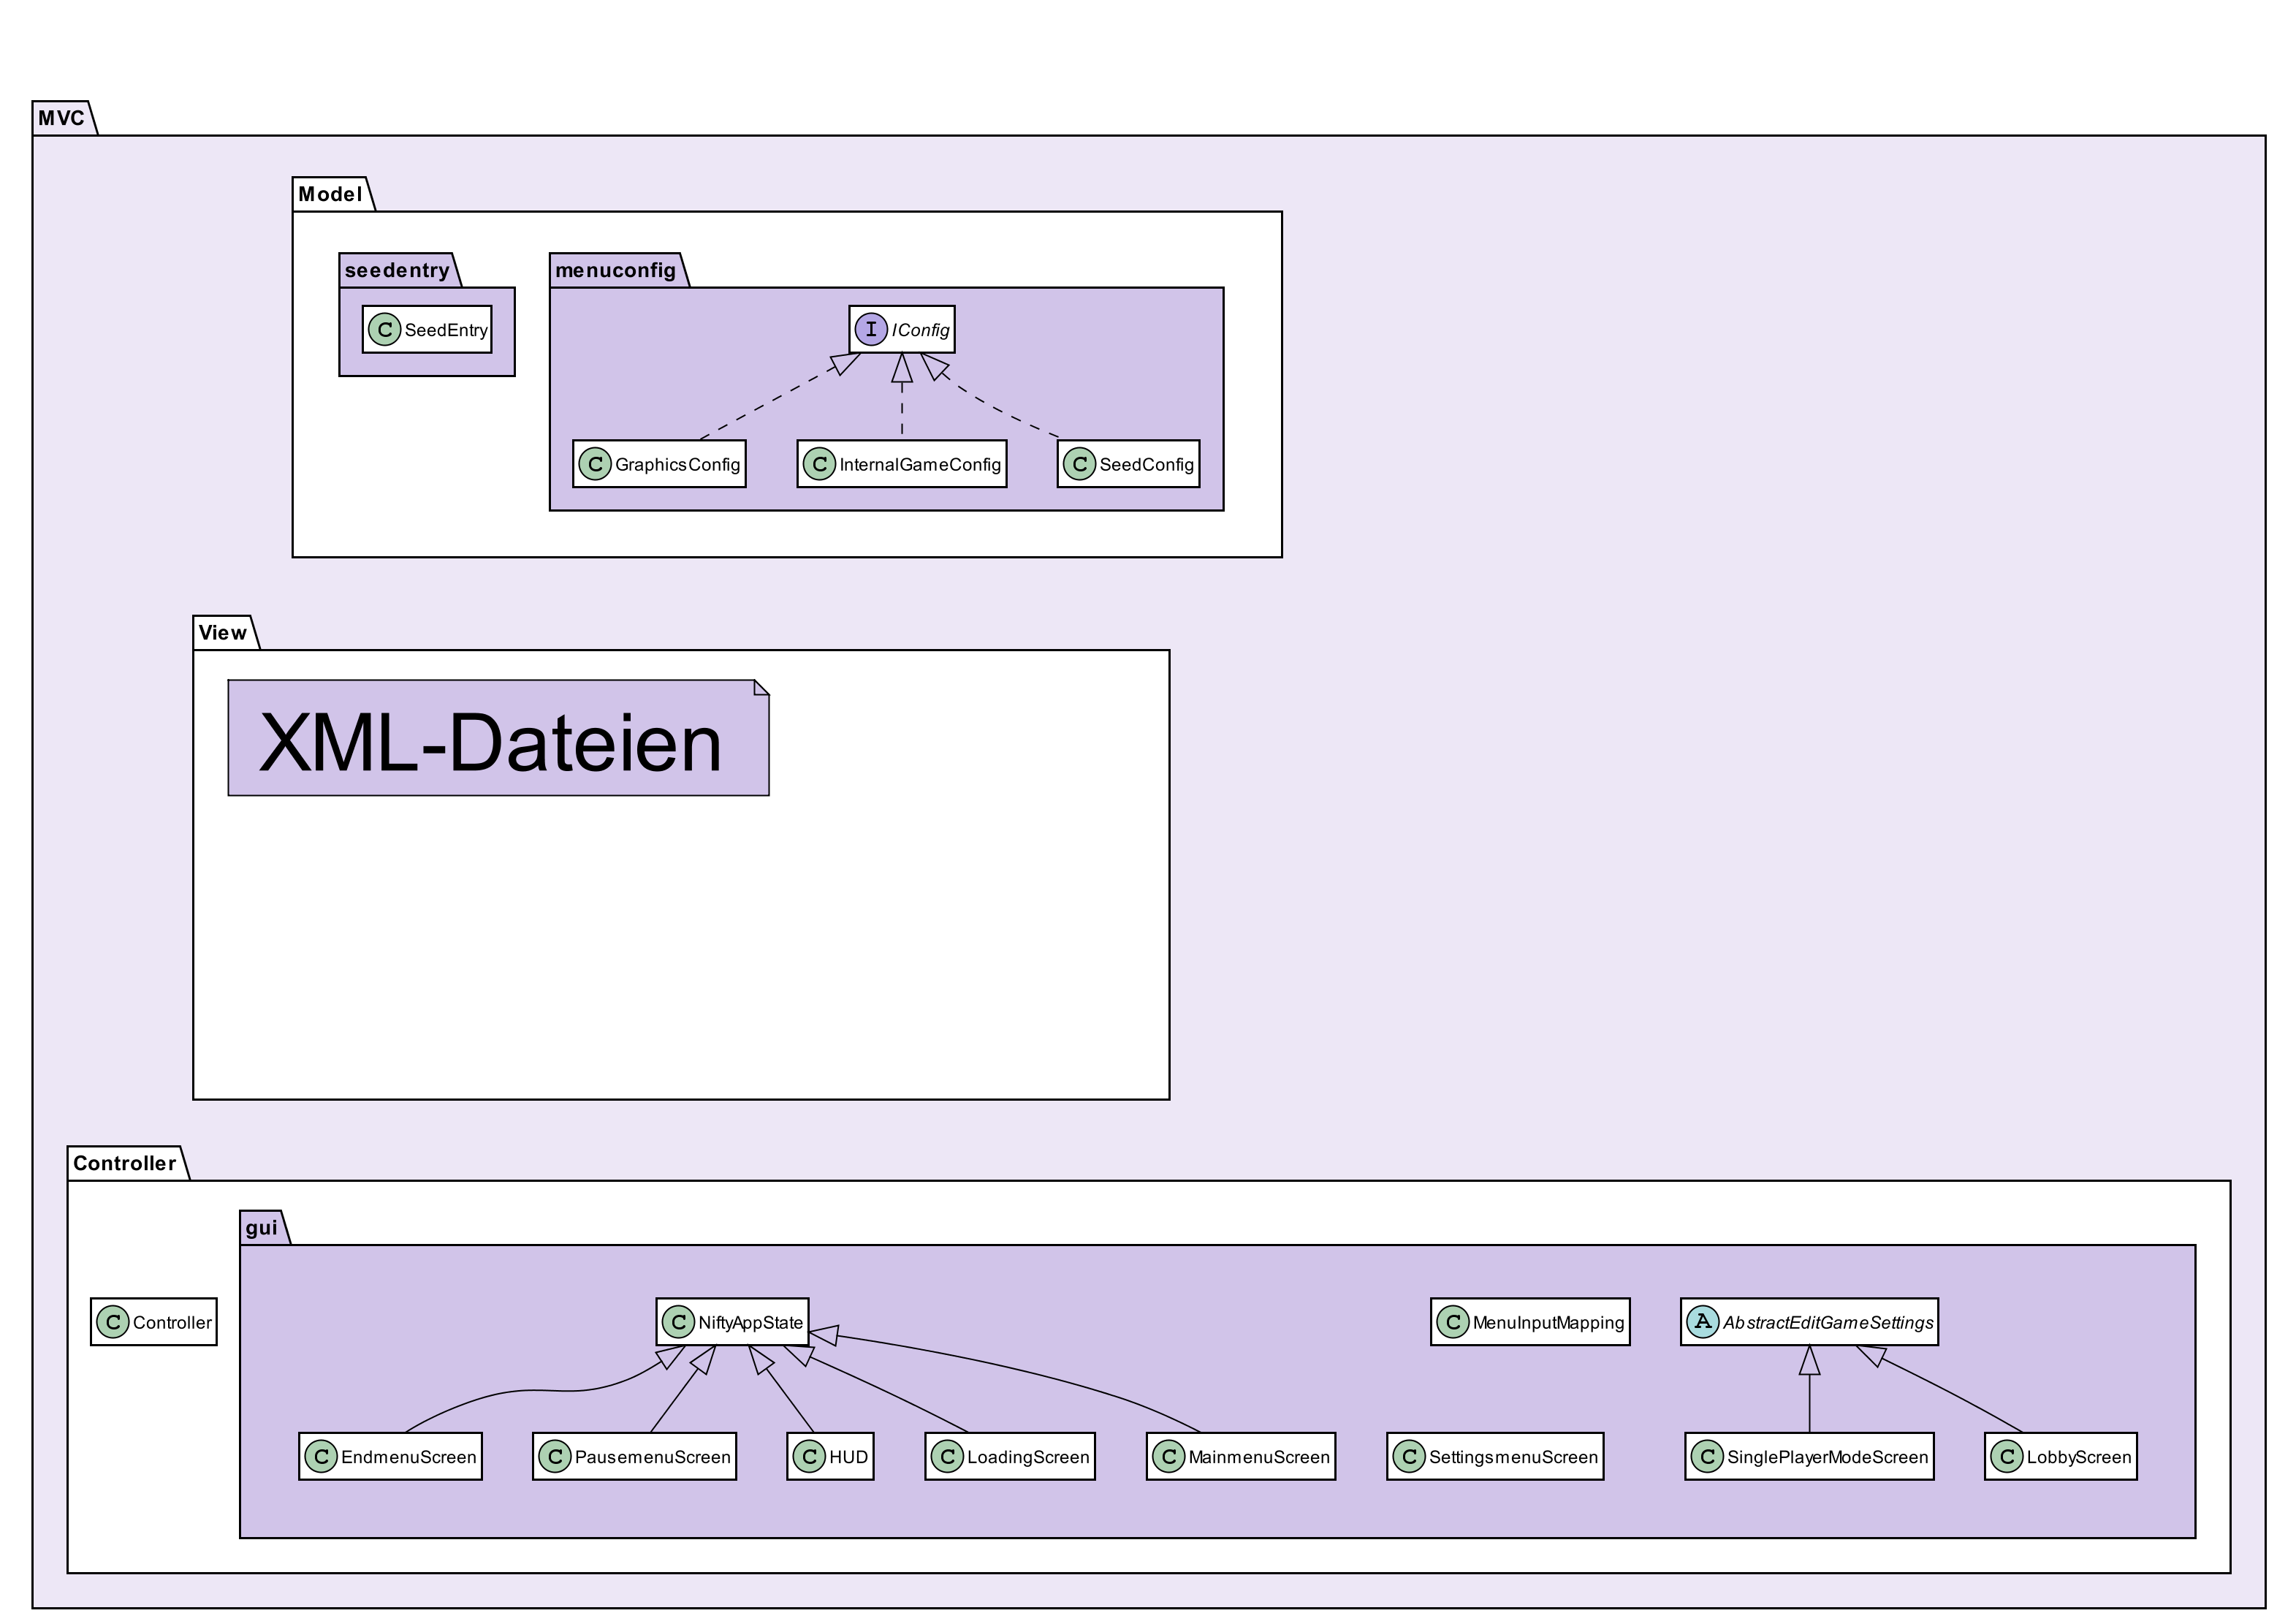 MVC
Model
seedentry
menuconfig
C SeedEntry
I IConfig
C GraphicsConfig
C InternalGameConfig
C SeedConfig
View
XML-Dateien
Controller
gui
C Controller
C NiftyAppState
C MenuInputMapping
A AbstractEditGameSettings
C EndmenuScreen
C PausemenuScreen
C HUD
C LoadingScreen
C MainmenuScreen
C SettingsmenuScreen
C SinglePlayerModeScreen
C LobbyScreen